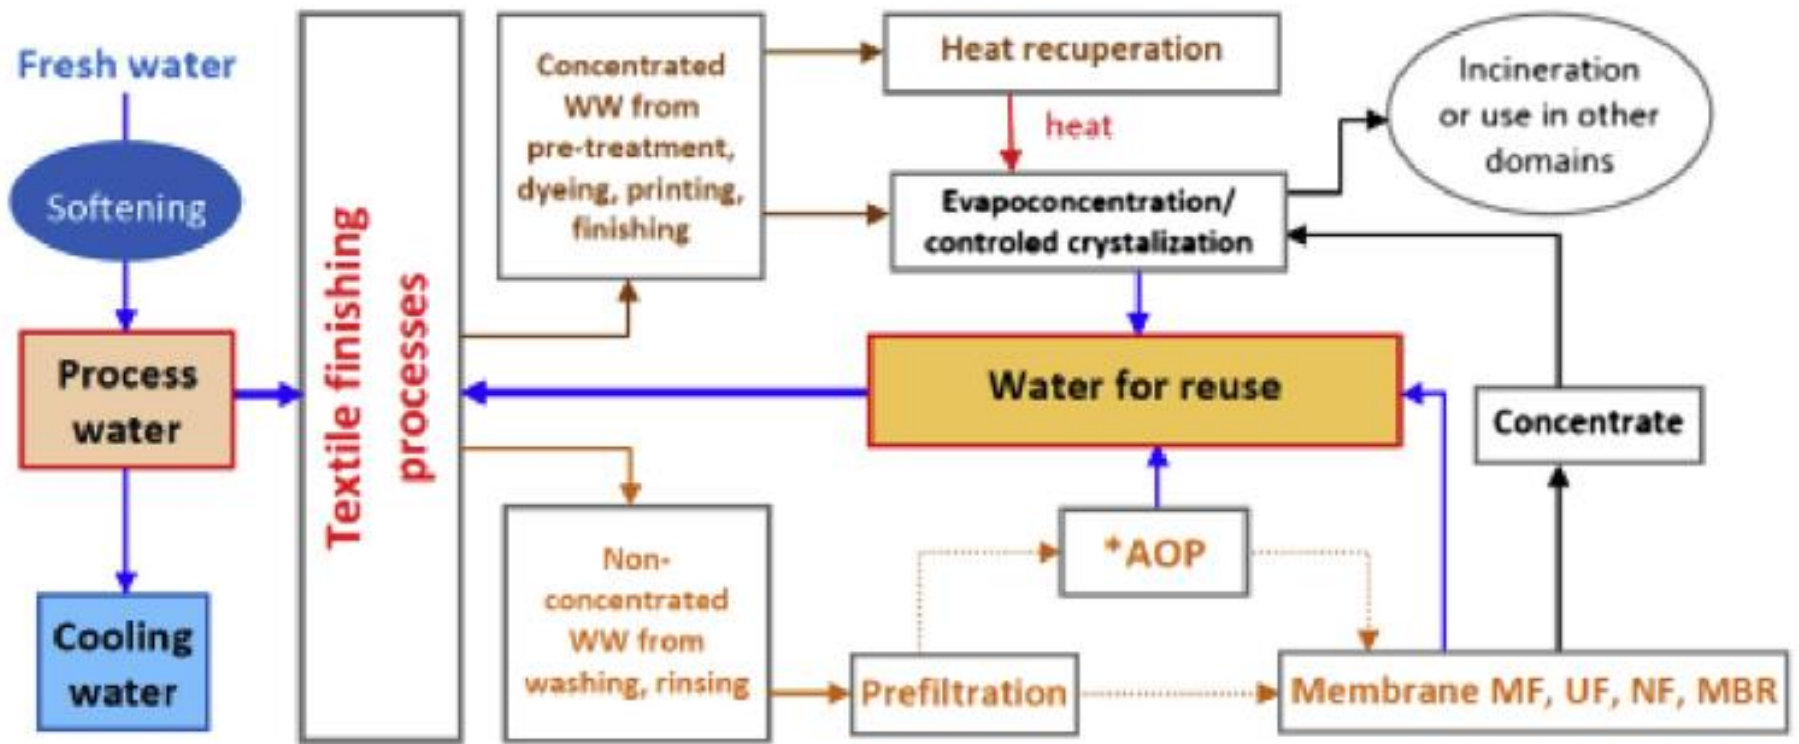 Fresh water
Softening
Process
water
Cooling
water
Textile finishing
processes
Concentrated
WW from
pre-treatment,
dyeing, printing,
finishing
Heat recuperation
heat
Evapoconcentration/
controled crystalization
Incineration
or use in other
domains
Water for reuse
Concentrate
Non-
concentrated
WW from
washing, rinsing
Prefiltration
*AOP
Membrane MF, UF, NF, MBR